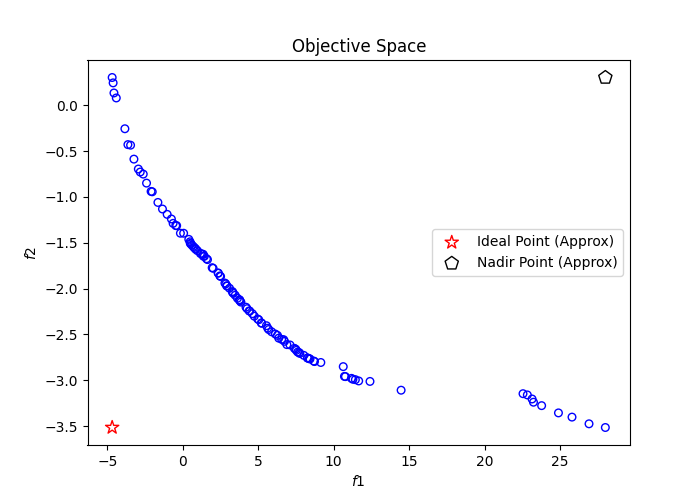 Objective Space
f2
0.0
−0.5
−1.0
−1.5
−2.0
−2.5
−3.0
−3.5
Ideal Point (Approx)
Nadir Point (Approx)
−5 0 5 10 15 20 25
f1